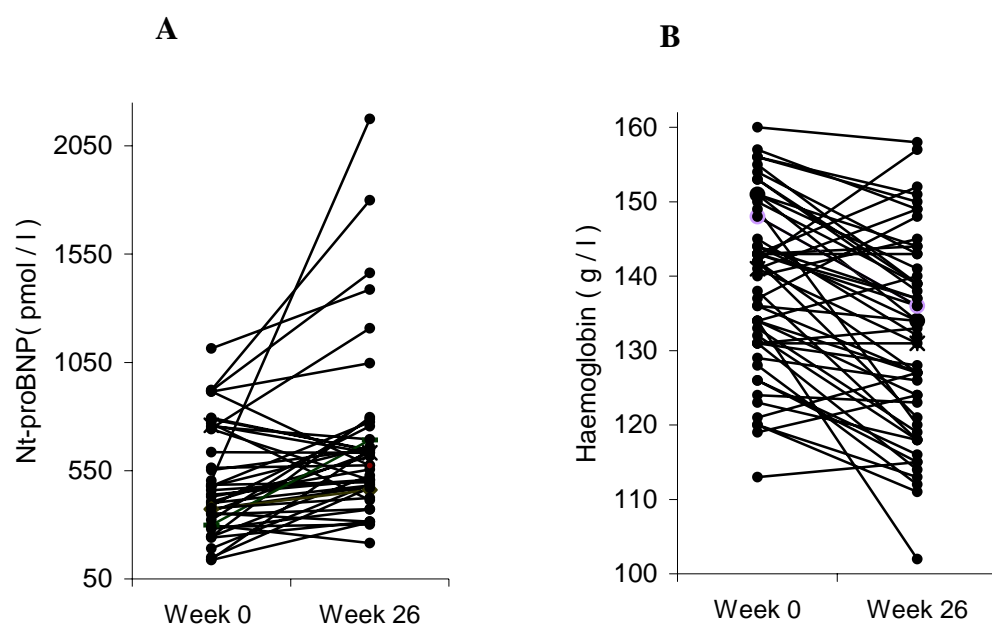 A
Nt-proBNP( pmol / l )
2050
1550
1050
550
50
Week 0
Week 26
B
Haemoglobin ( g / l )
160
150
140
130
120
110
100
Week 0
Week 26